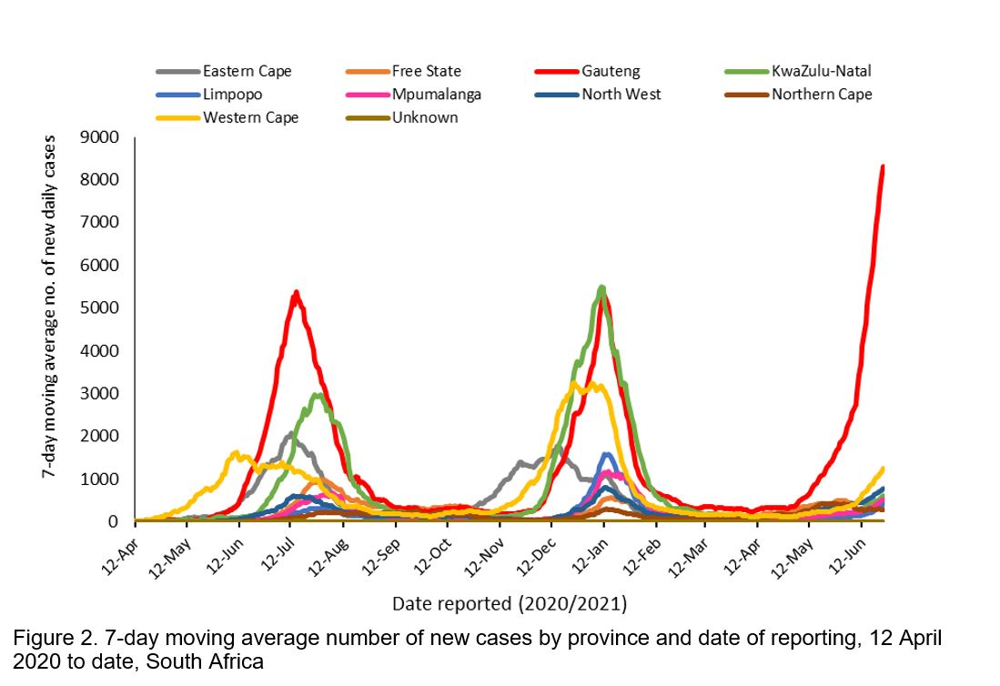 Eastern Cape Free State Gauteng KwaZulu-Natal
Limpopo Mpumalanga North West Northern Cape
Western Cape Unknown
7-day moving average no. of new daily cases
9000
8000
7000
6000
5000
4000
3000
2000
1000
0
12-Apr 12-May 12-Jun 12-Jul 12-Aug 12-Sep 12-Oct 12-Nov 12-Dec 12-Jan 12-Feb 12-Mar 12-Apr 12-May 12-Jun
Date reported (2020/2021)
Figure 2. 7-day moving average number of new cases by province and date of reporting, 12 April
2020 to date, South Africa